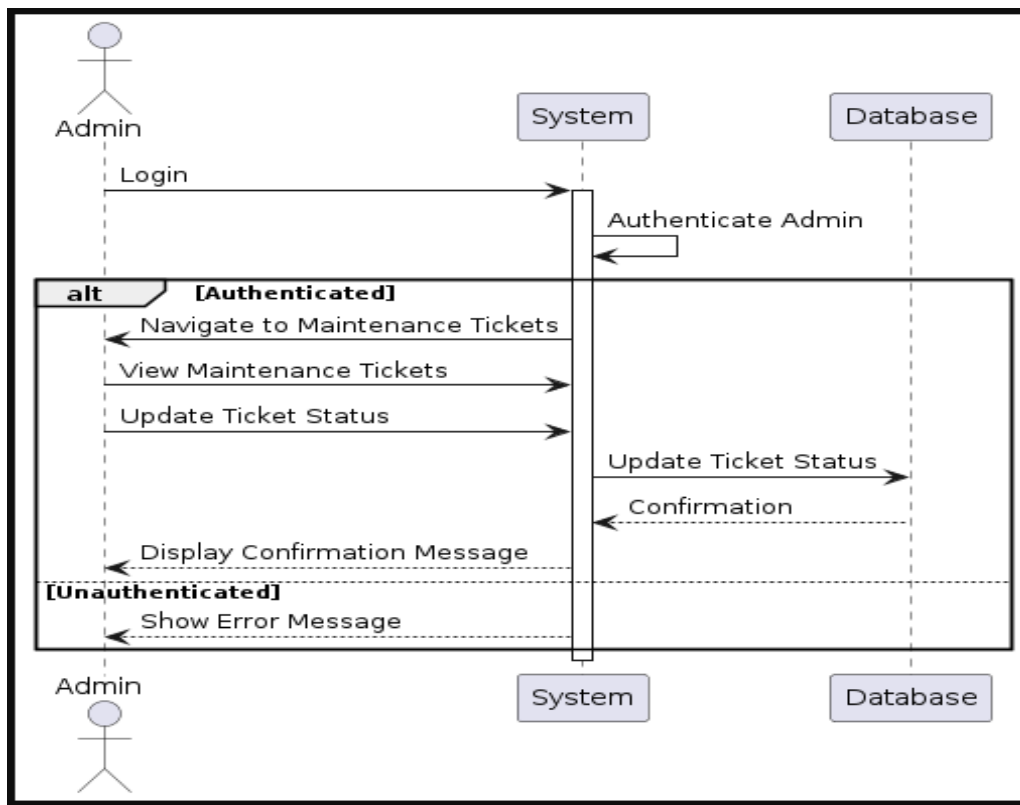 Admin
System
Database
Login
Authenticate Admin
alt
[Authenticated]
Navigate to Maintenance Tickets
View Maintenance Tickets
Update Ticket Status
Update Ticket Status
Confirmation
Display Confirmation Message
[Unauthenticated]
Show Error Message
Admin
System
Database